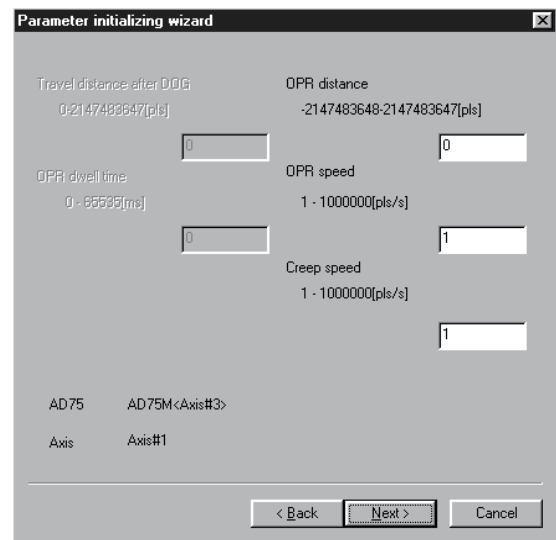 Parameter initializing wizard
Travel distance after DOG
0-2147483647[pls]
0
OPR dwell time
0 - 65535[ms]
0
OPR distance
-2147483648-2147483647[pls]
0
OPR speed
1 - 1000000[pls/s]
1
Creep speed
1 - 1000000[pls/s]
1
AD75 AD75M<Axis#3>
Axis Axis#1
< Back Next > Cancel